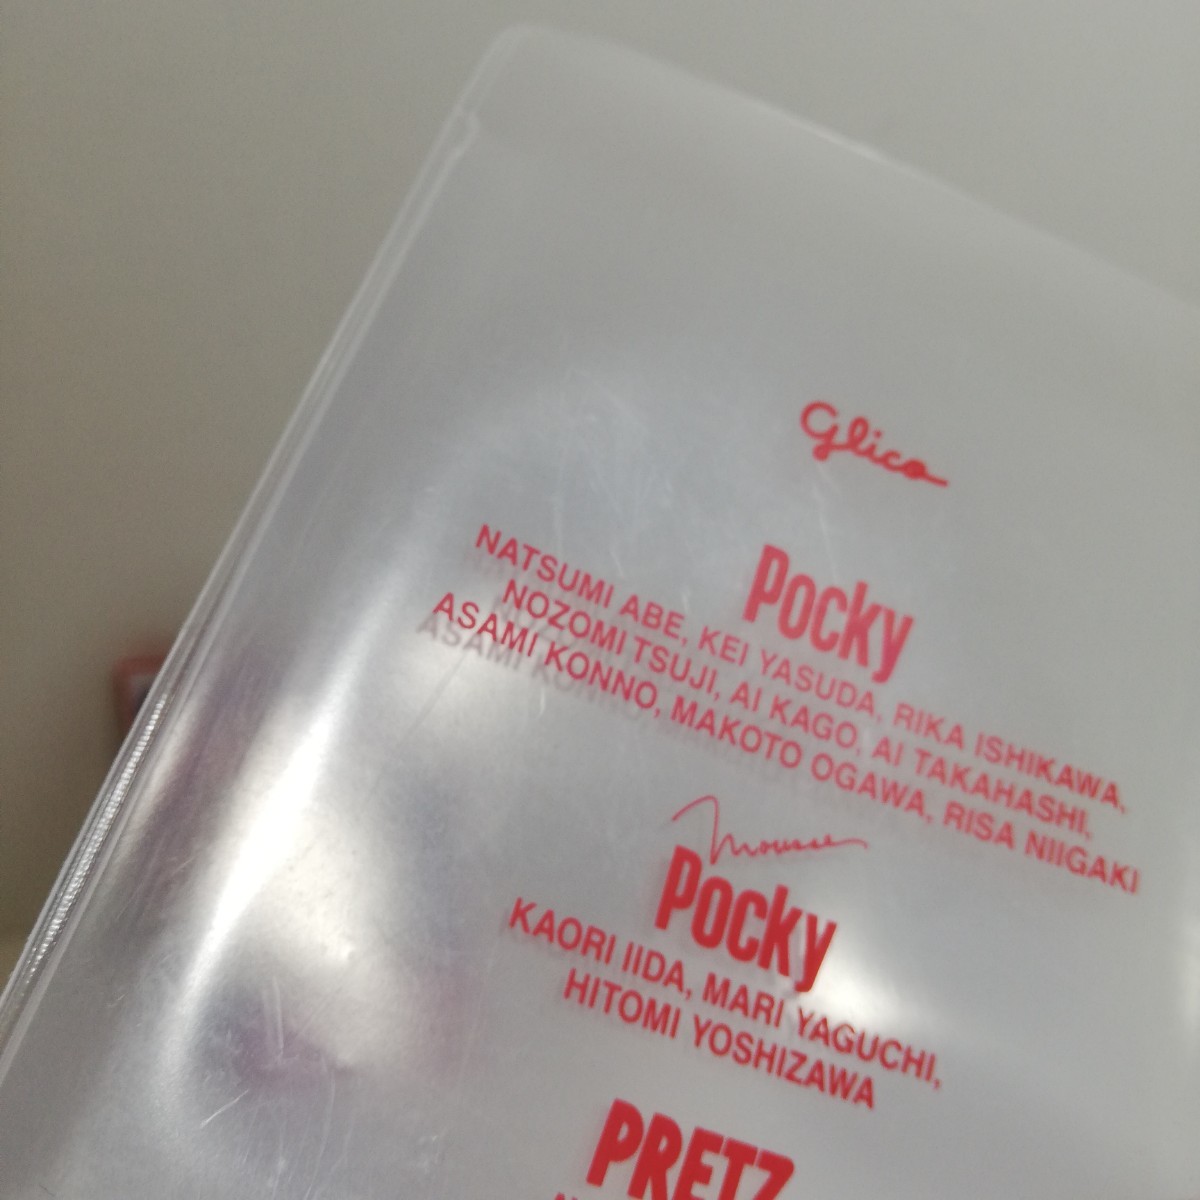 Glico
Pocky
NATSUMI ABE, KEI YASUDA, RIKA ISHIKAWA,
NOZOMI TSUJI, AI KAGO, AI TAKAHASHI,
ASAMI KONNO, MAKOTO OGAWA, RISA NIIGAKI
Mousse
Pocky
KAORI IIDA, MARI YAGUCHI,
HITOMI YOSHIZAWA
PRETZ